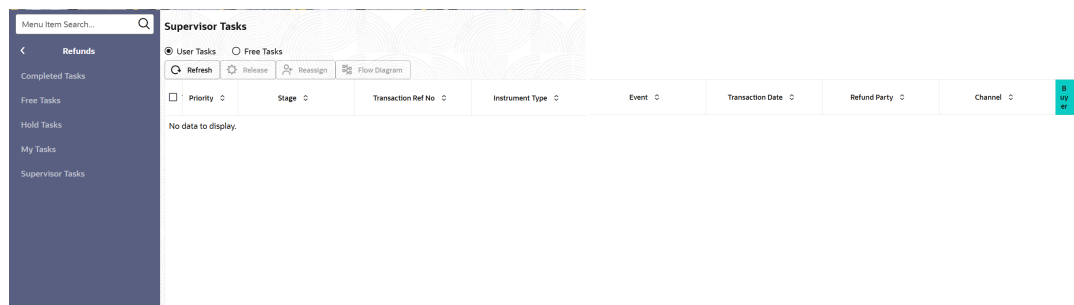 Menu Item Search...
Refunds
Completed Tasks
Free Tasks
Hold Tasks
My Tasks
Supervisor Tasks
Supervisor Tasks
User Tasks Free Tasks
Refresh Release Reassign Flow Diagram
Priority Stage Transaction Ref No Instrument Type Event Transaction Date Refund Party Channel
B
uy
er
No data to display.